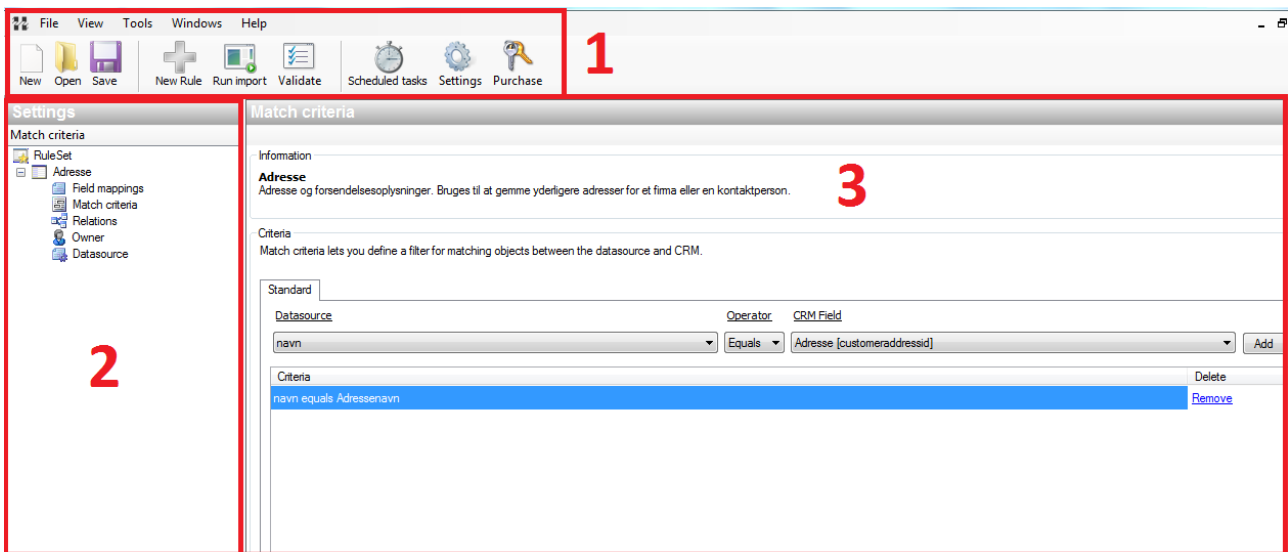 File View Tools Windows Help
New Open Save New Rule Run import Validate Scheduled tasks Settings Purchase
1
Settings
Match criteria
RuleSet
Adresse
Field mappings
Match criteria
Relations
Owner
Datasource
2
Match criteria
Information
Adresse
Adresse og forsendelsesoplysninger. Bruges til at gemme yderligere adresser for et firma eller en kontaktperson.
3
Criteria
Match criteria lets you define a filter for matching objects between the datasource and CRM.
Standard
Datasource Operator CRM Field
navn Equals Adresse [customeraddressid] Add
Criteria Delete
navn equals Adressenavn Remove